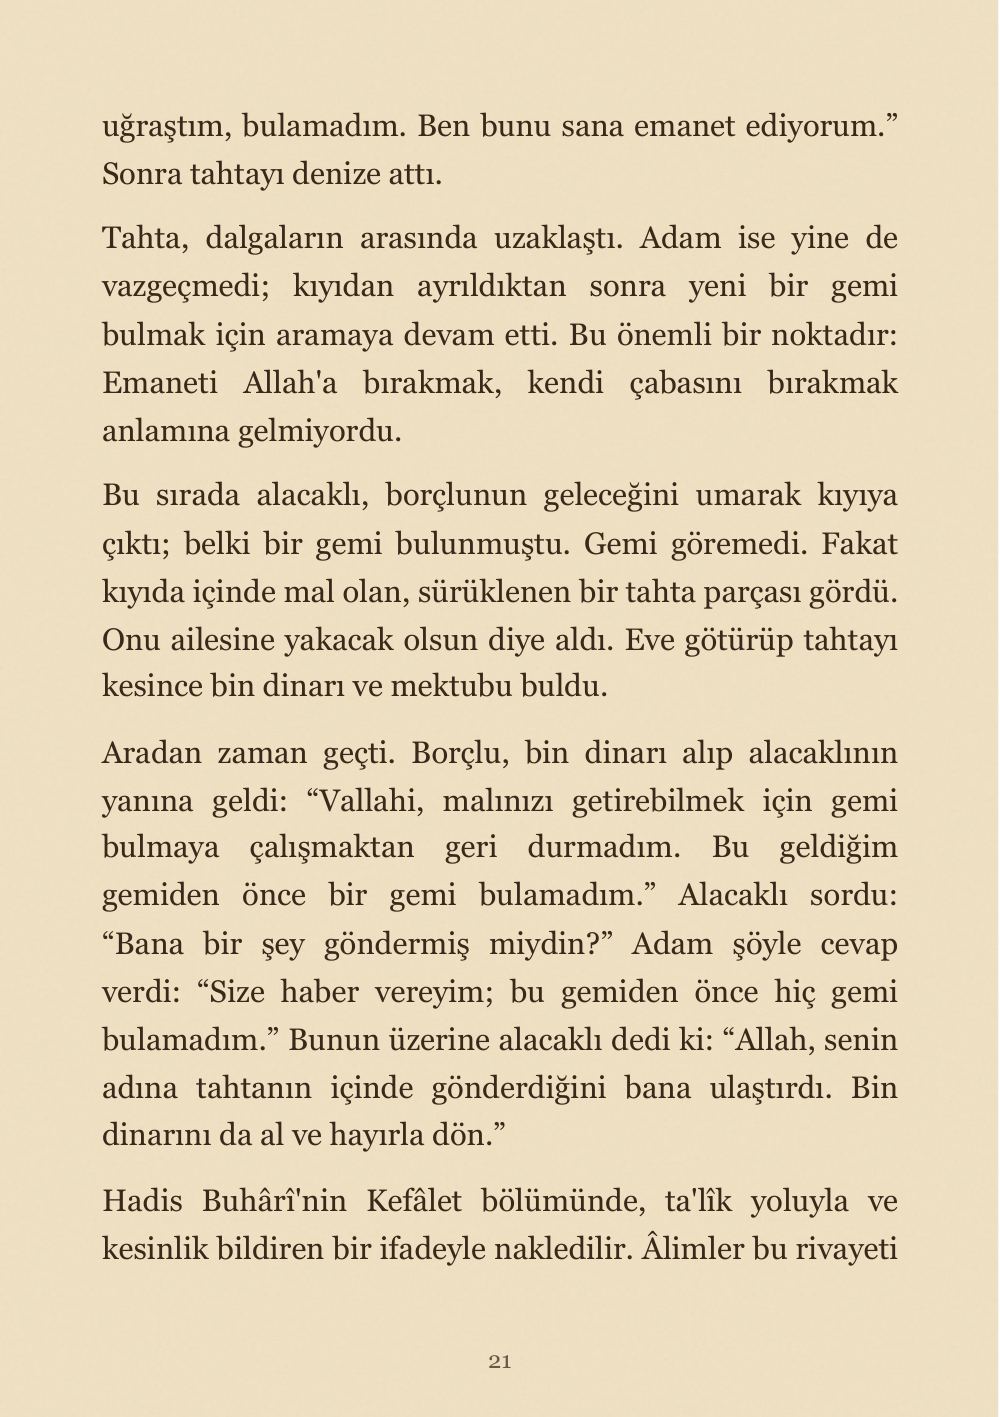 uğraştım, bulamadım. Ben bunu sana emanet ediyorum.”
Sonra tahtayı denize attı.
Tahta, dalgaların arasında uzaklaştı. Adam ise yine de
vazgeçmedi; kıyıdan ayrıldıktan sonra yeni bir gemi
bulmak için aramaya devam etti. Bu önemli bir noktadır:
Emaneti Allah'a bırakmak, kendi çabasını bırakmak
anlamına gelmiyordu.
Bu sırada alacaklı, borçlunun geleceğini umarak kıyıya
çıktı; belki bir gemi bulunmuştu. Gemi göremedi. Fakat
kıyıda içinde mal olan, sürüklenen bir tahta parçası gördü.
Onu ailesine yakacak olsun diye aldı. Eve götürüp tahtayı
kesince bin dinarı ve mektubu buldu.
Aradan zaman geçti. Borçlu, bin dinarı alıp alacaklının
yanına geldi: “Vallahi, malınızı getirebilmek için gemi
bulmaya çalışmaktan geri durmadım. Bu geldiğim
gemiden önce bir gemi bulamadım.” Alacaklı sordu:
“Bana bir şey göndermiş miydin?” Adam şöyle cevap
verdi: “Size haber vereyim; bu gemiden önce hiç gemi
bulamadım.” Bunun üzerine alacaklı dedi ki: “Allah, senin
adına tahtanın içinde gönderdiğini bana ulaştırdı. Bin
dinarını da al ve hayırla dön.”
Hadis Buhârî'nin Kefâlet bölümünde, ta'lîk yoluyla ve
kesinlik bildiren bir ifadeyle nakledilir. Âlimler bu rivayeti
21